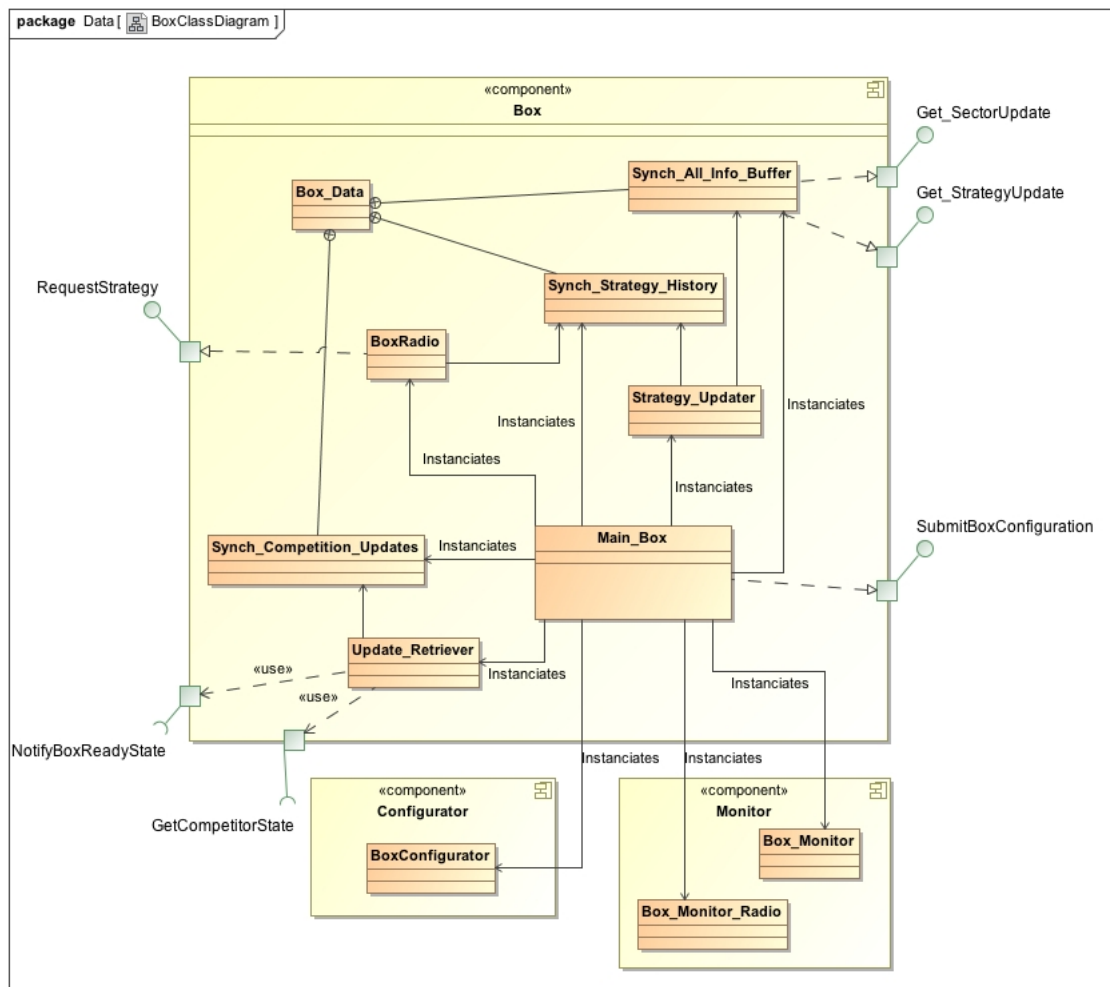 package Data [ BoxClassDiagram ]
«component»
Box
Get_SectorUpdate
Synch_All_Info_Buffer
Box_Data
Get_StrategyUpdate
Synch_Strategy_History
RequestStrategy
BoxRadio
Strategy_Updater
Instanciates
Instanciates
Instanciates
Instanciates
SubmitBoxConfiguration
Main_Box
Synch_Competition_Updates
Instanciates
Update_Retriever
«use»
Instanciates
Instanciates
«use»
NotifyBoxReadyState
Instanciates
Instanciates
GetCompetitorState
«component»
Configurator
«component»
Monitor
BoxConfigurator
Box_Monitor
Box_Monitor_Radio